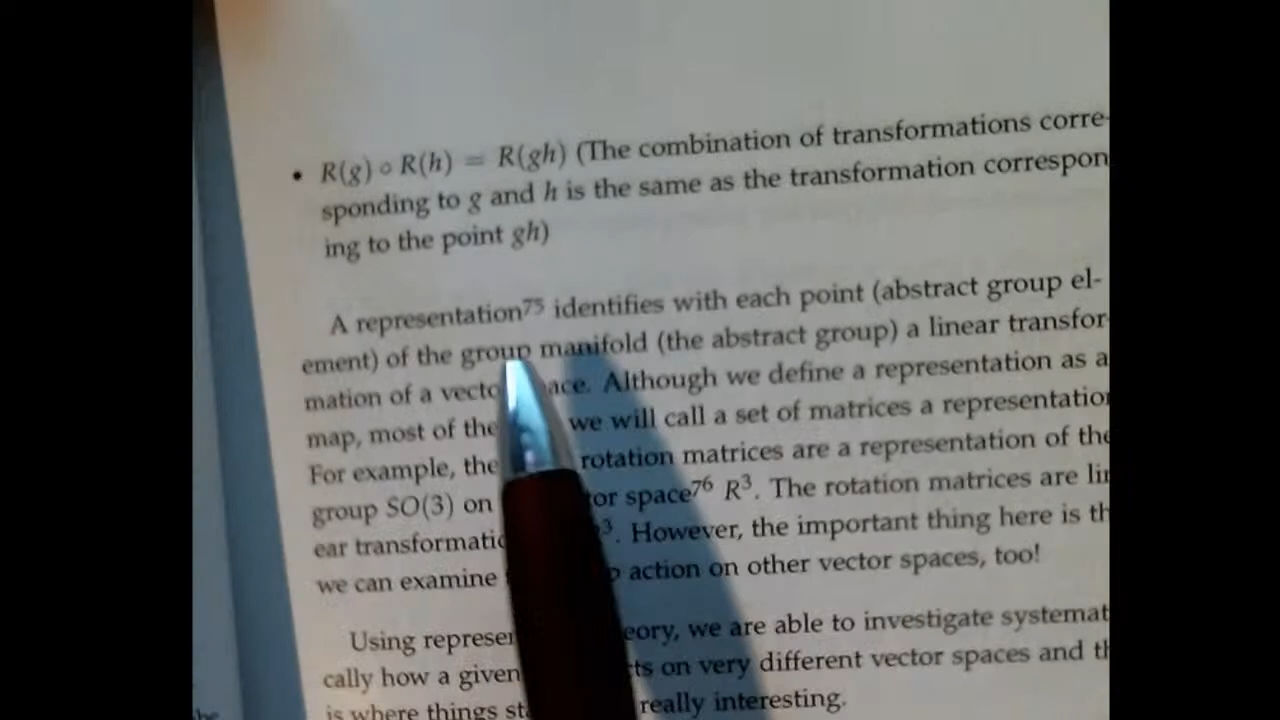 • R(g) ∘ R(h) = R(gh) (The combination of transformations corre-
sponding to g and h is the same as the transformation correspon
ing to the point gh)
A representation⁷⁵ identifies with each point (abstract group el-
ement) of the group manifold (the abstract group) a linear transfor
mation of a vecto ace. Although we define a representation as a
map, most of the we will call a set of matrices a representatio
For example, the rotation matrices are a representation of the
group SO(3) on or space⁷⁶ R³. The rotation matrices are lin
ear transformatio ³. However, the important thing here is th
we can examine p action on other vector spaces, too!
Using represen eory, we are able to investigate systemat
cally how a given ts on very different vector spaces and th
is where things st really interesting.